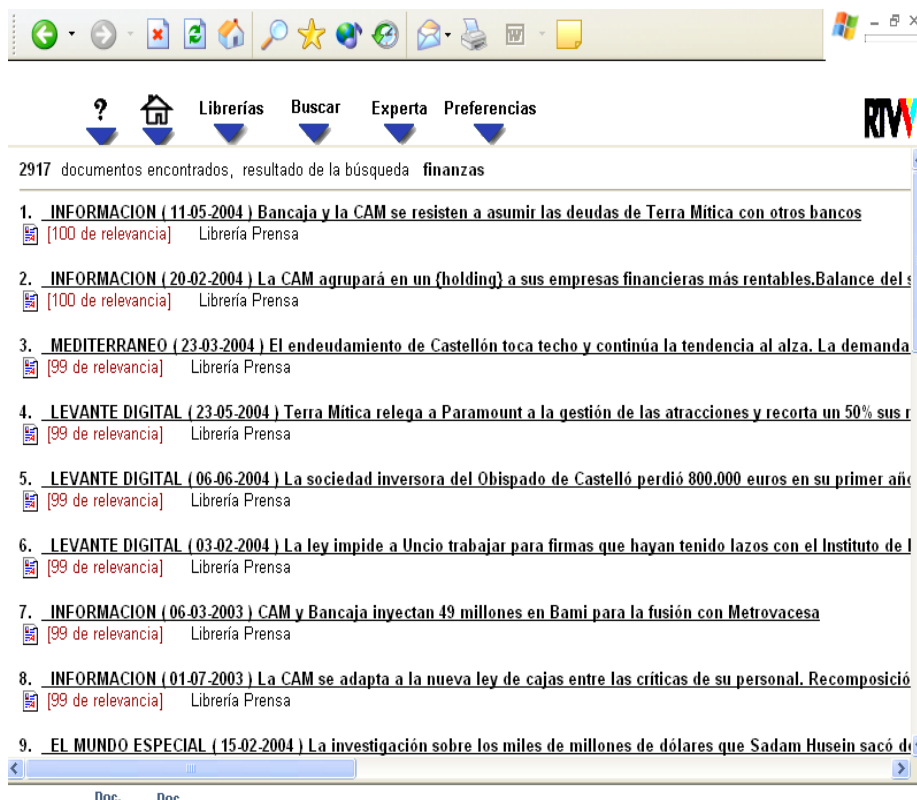 ? Librerías Buscar Experta Preferencias
RTVV
2917 documentos encontrados, resultado de la búsqueda finanzas
1. INFORMACION ( 11-05-2004 ) Bancaja y la CAM se resisten a asumir las deudas de Terra Mítica con otros bancos
[100 de relevancia] Librería Prensa
2. INFORMACION ( 20-02-2004 ) La CAM agrupará en un {holding} a sus empresas financieras más rentables.Balance del
[100 de relevancia] Librería Prensa
3. MEDITERRANEO ( 23-03-2004 ) El endeudamiento de Castellón toca techo y continúa la tendencia al alza. La demanda
[99 de relevancia] Librería Prensa
4. LEVANTE DIGITAL ( 23-05-2004 ) Terra Mítica relega a Paramount a la gestión de las atracciones y recorta un 50% sus
[99 de relevancia] Librería Prensa
5. LEVANTE DIGITAL ( 06-06-2004 ) La sociedad inversora del Obispado de Castelló perdió 800.000 euros en su primer año
[99 de relevancia] Librería Prensa
6. LEVANTE DIGITAL ( 03-02-2004 ) La ley impide a Uncio trabajar para firmas que hayan tenido lazos con el Instituto de
[99 de relevancia] Librería Prensa
7. INFORMACION ( 06-03-2003 ) CAM y Bancaja inyectan 49 millones en Bami para la fusión con Metrovacesa
[99 de relevancia] Librería Prensa
8. INFORMACION ( 01-07-2003 ) La CAM se adapta a la nueva ley de cajas entre las críticas de su personal. Recomposició
[99 de relevancia] Librería Prensa
9. EL MUNDO ESPECIAL ( 15-02-2004 ) La investigación sobre los miles de millones de dólares que Sadam Husein sacó de
Doc. Doc.